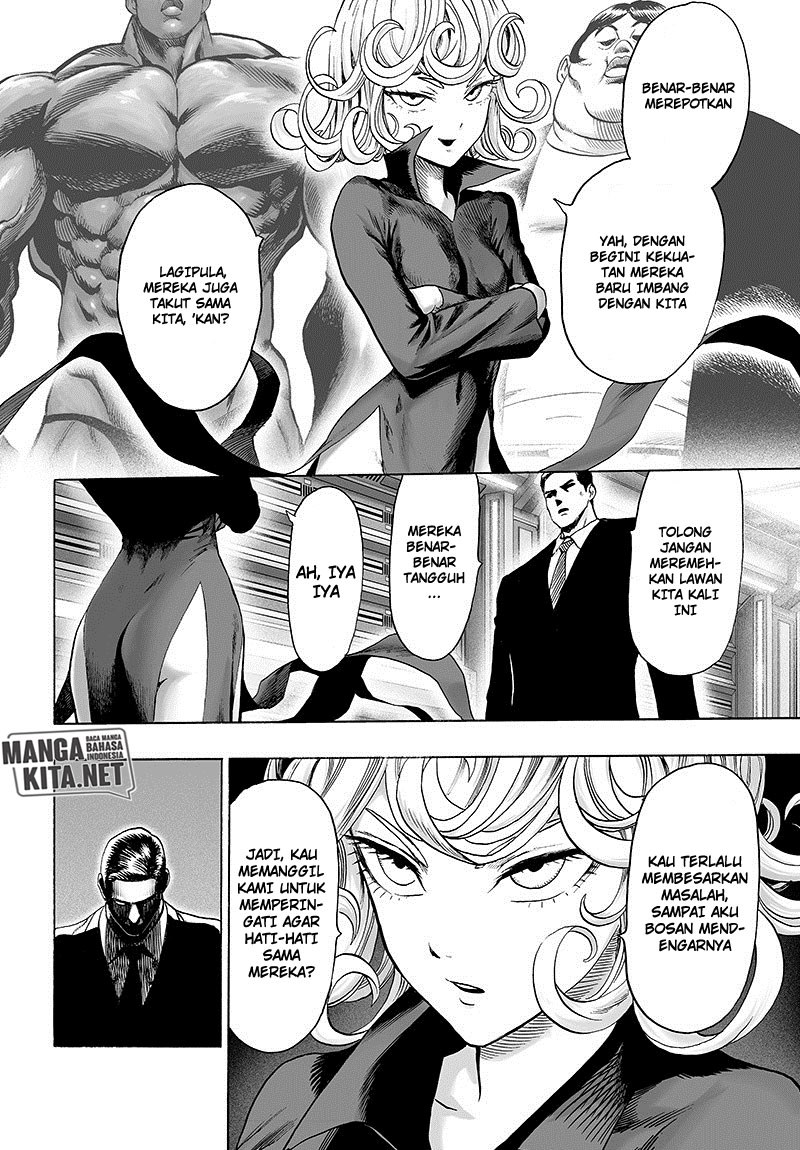 BENAR-BENAR
MEREPOTKAN
YAH, DENGAN
BEGINI KEKUA-
TAN MEREKA
BARU IMBANG
DENGAN KITA
LAGIPULA,
MEREKA JUGA
TAKUT SAMA
KITA, 'KAN?
TOLONG
JANGAN
MEREMEH-
KAN LAWAN
KITA KALI
INI
MEREKA
BENAR-
BENAR
TANGGUH
...
AH, IYA
IYA
KAU TERLALU
MEMBESARKAN
MASALAH,
SAMPAI AKU
BOSAN MEND-
ENGARNYA
JADI, KAU
MEMANGGIL
KAMI UNTUK
MEMPERIN-
GATI AGAR
HATI-HATI
SAMA
MEREKA?
MANGA
KITA.NET
BACA MANGA
BAHASA
INDONESIA